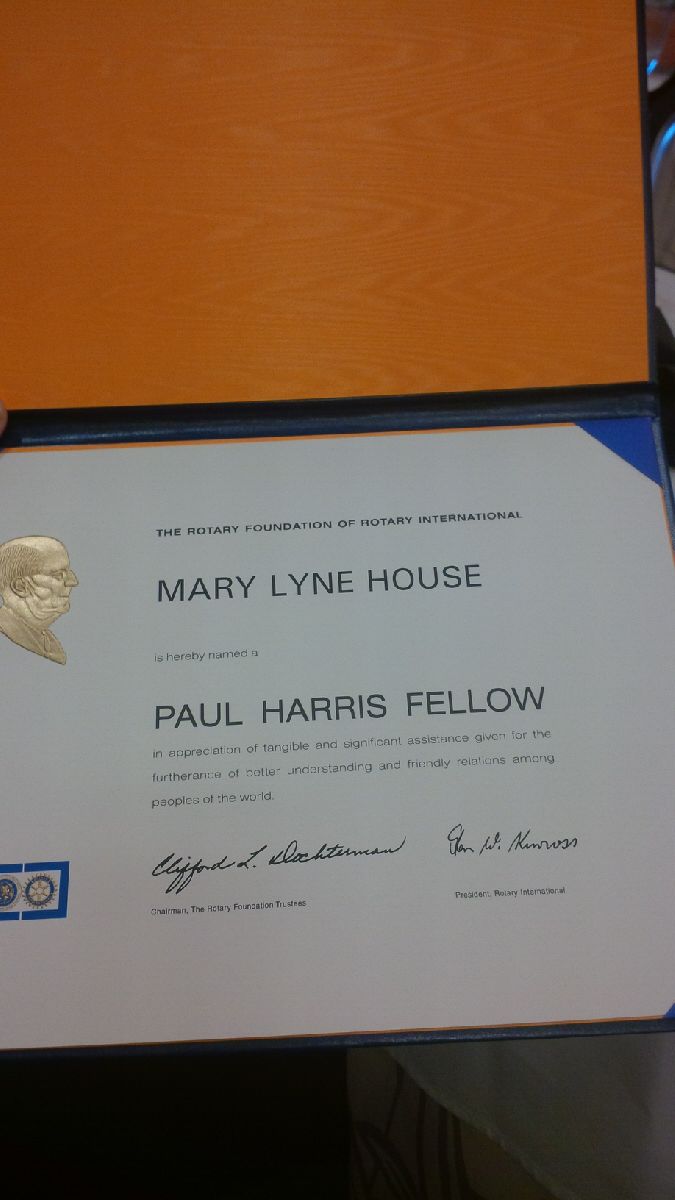 THE ROTARY FOUNDATION OF ROTARY INTERNATIONAL
MARY LYNE HOUSE
is hereby named a
PAUL HARRIS FELLOW
in appreciation of tangible and significant assistance given for the
furtherance of better understanding and friendly relations among
peoples of the world.
Clifford L. Dochterman
Glen W. Kinross
Chairman, The Rotary Foundation Trustees
President, Rotary International